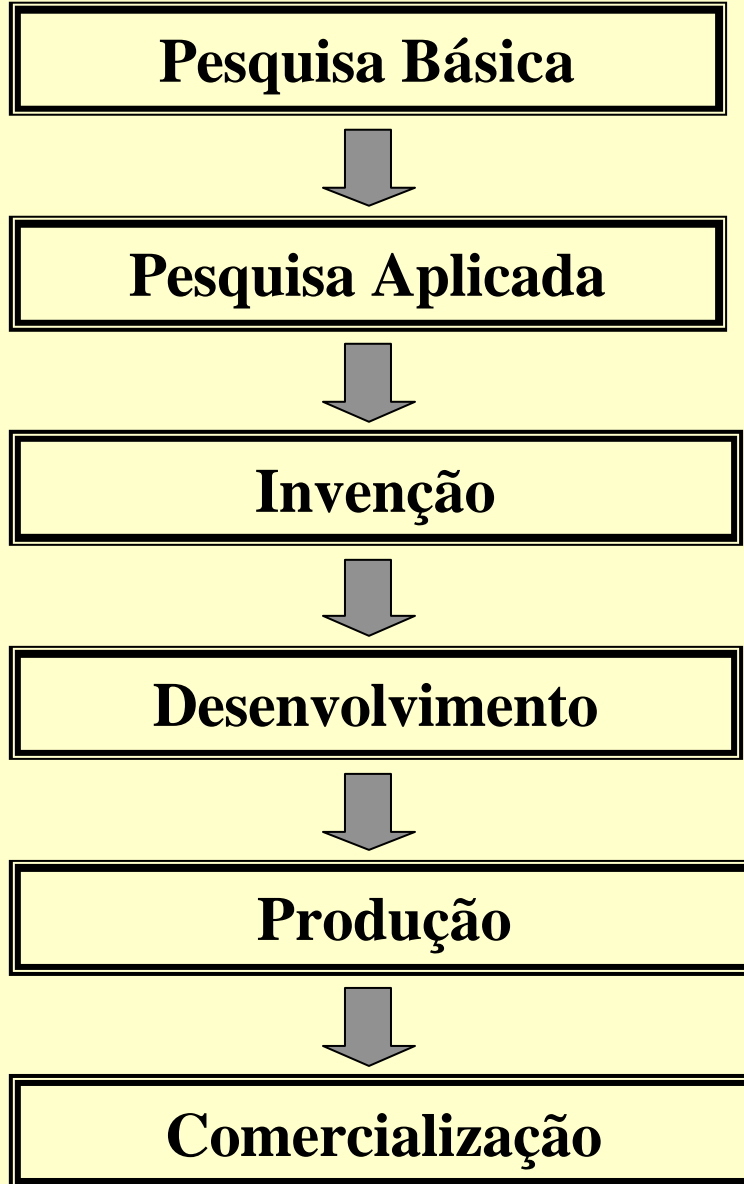 Pesquisa Básica
Pesquisa Aplicada
Invenção
Desenvolvimento
Produção
Comercialização